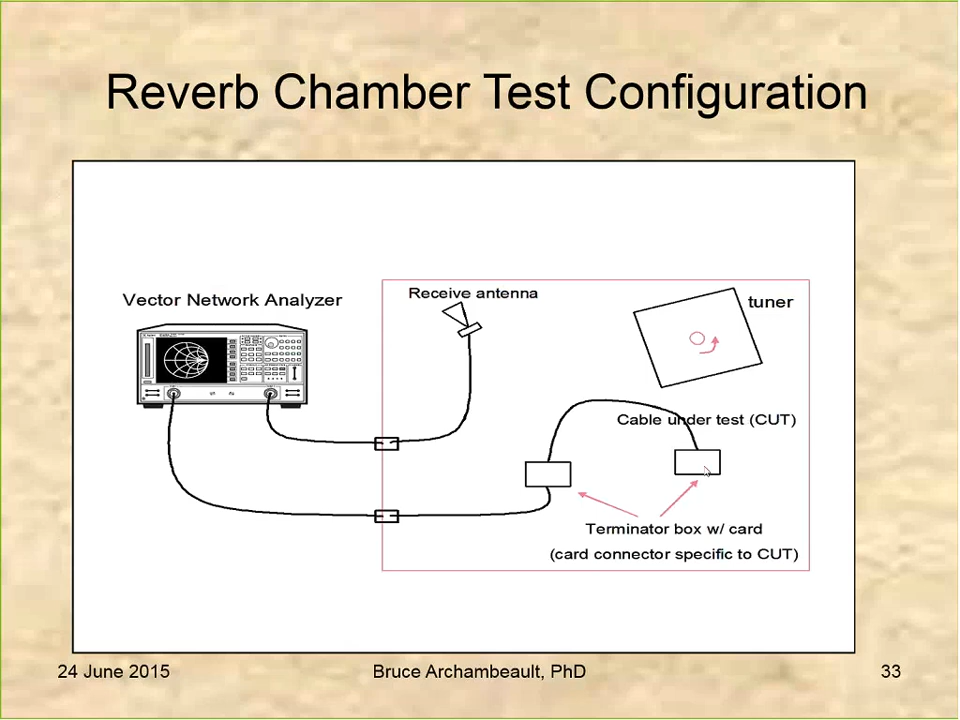 Reverb Chamber Test Configuration
Vector Network Analyzer
Receive antenna
tuner
Cable under test (CUT)
Terminator box w/ card
(card connector specific to CUT)
24 June 2015
Bruce Archambeault, PhD
33